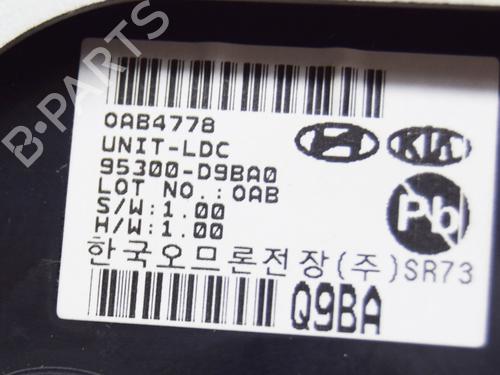 0AB4778
UNIT-LDC
95300-D9BA0
LOT NO.:0AB
S/W:1.00
H/W:1.00
KIA
Pb
한국오므론전장(주)SR73
Q9BA
B-PARTS